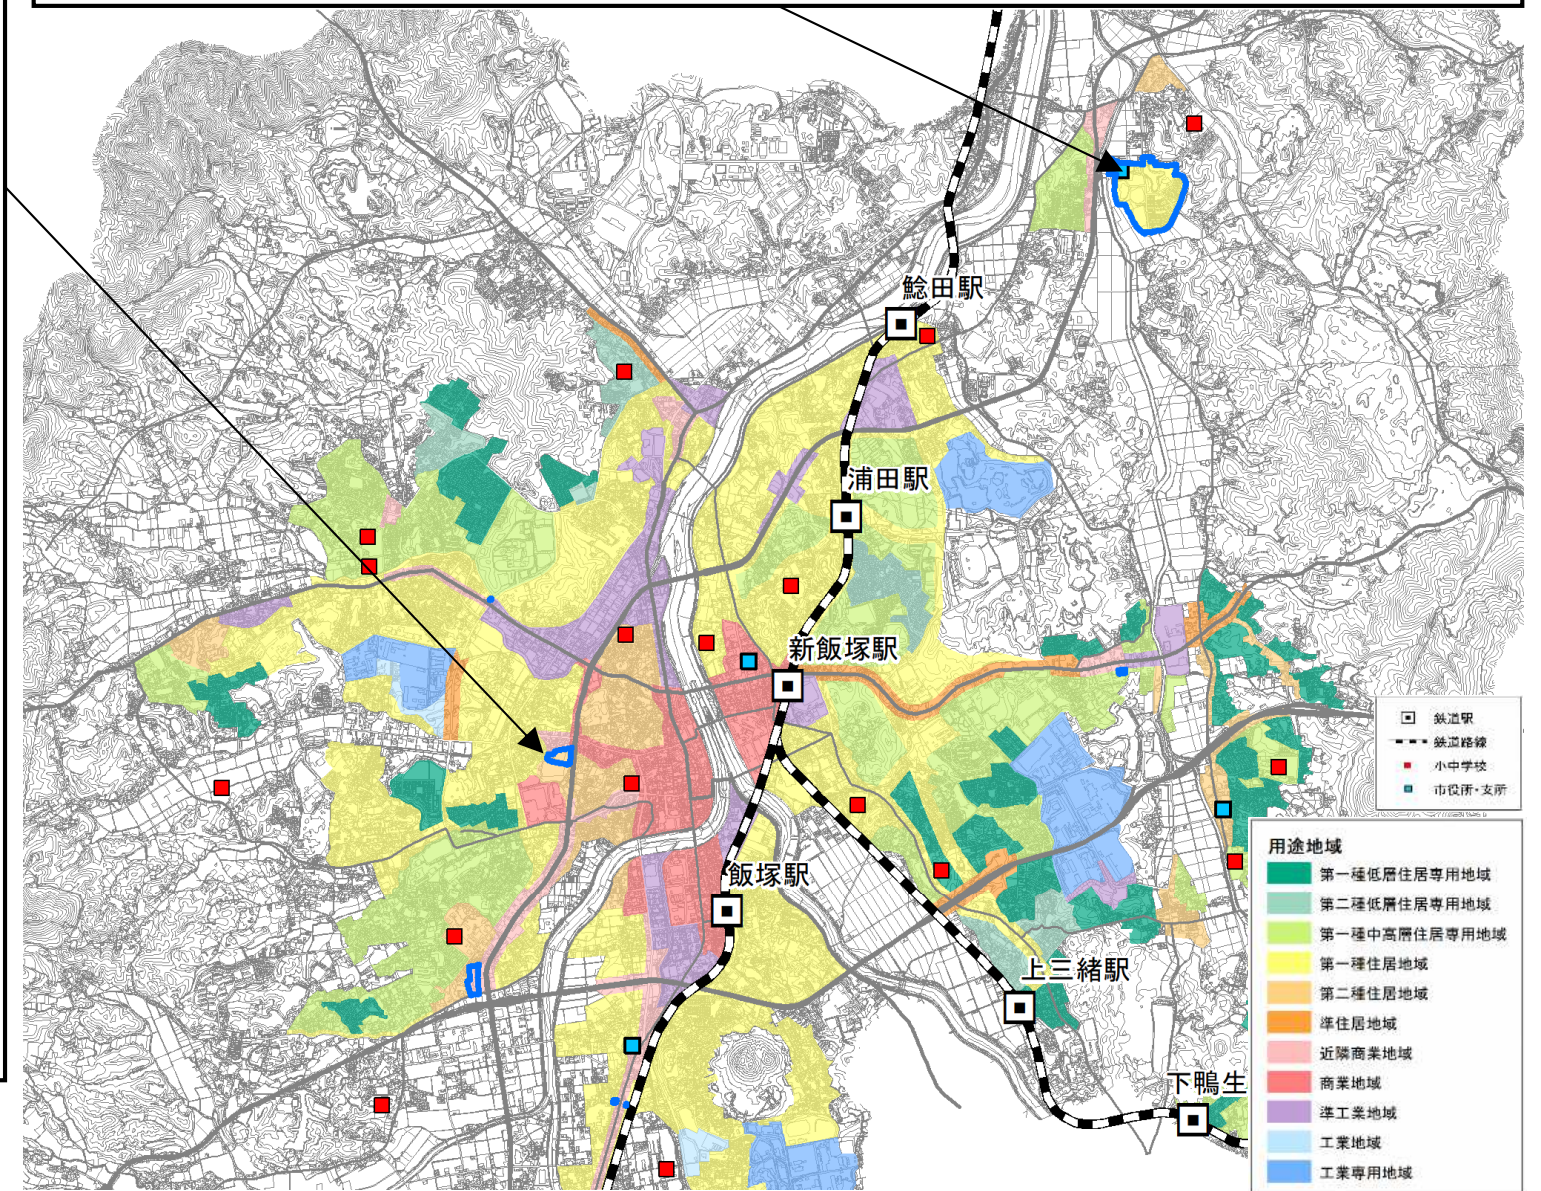 鯰田駅
浦田駅
新飯塚駅
飯塚駅
上三緒駅
下鴨生
鉄道駅
鉄道路線
小中学校
市役所・支所
用途地域
第一種低層住居専用地域
第二種低層住居専用地域
第一種中高層住居専用地域
第一種住居地域
第二種住居地域
準住居地域
近隣商業地域
商業地域
準工業地域
工業地域
工業専用地域